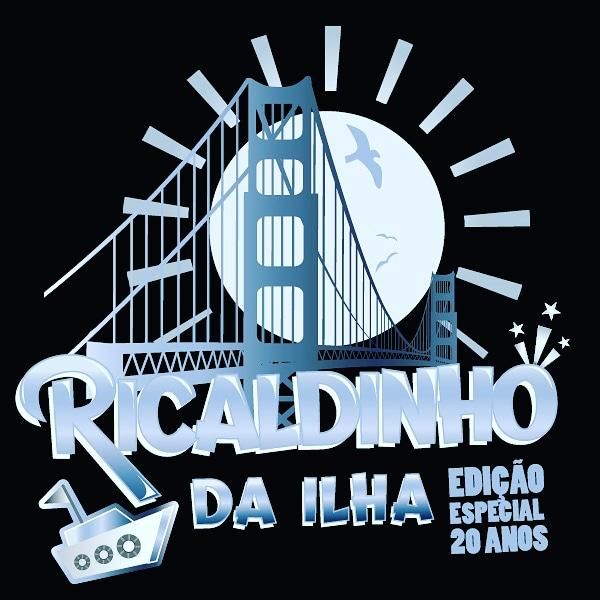 RICALDINHO
DA ILHA
EDIÇÃO
ESPECIAL
20 ANOS